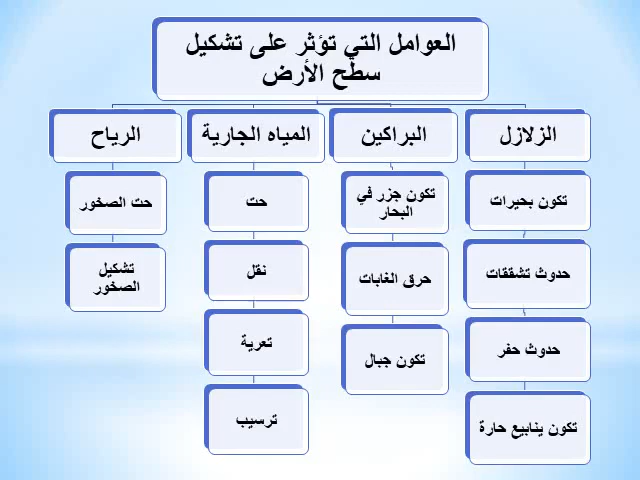 العوامل التي تؤثر على تشكيل
سطح الأرض
الزلازل
تكون بحيرات
حدوث تشققات
حدوث حفر
تكون ينابيع حارة
البراكين
تكون جزر في
البحار
حرق الغابات
تكون جبال
المياه الجارية
حت
نقل
تعرية
ترسيب
الرياح
حت الصخور
تشكيل
الصخور